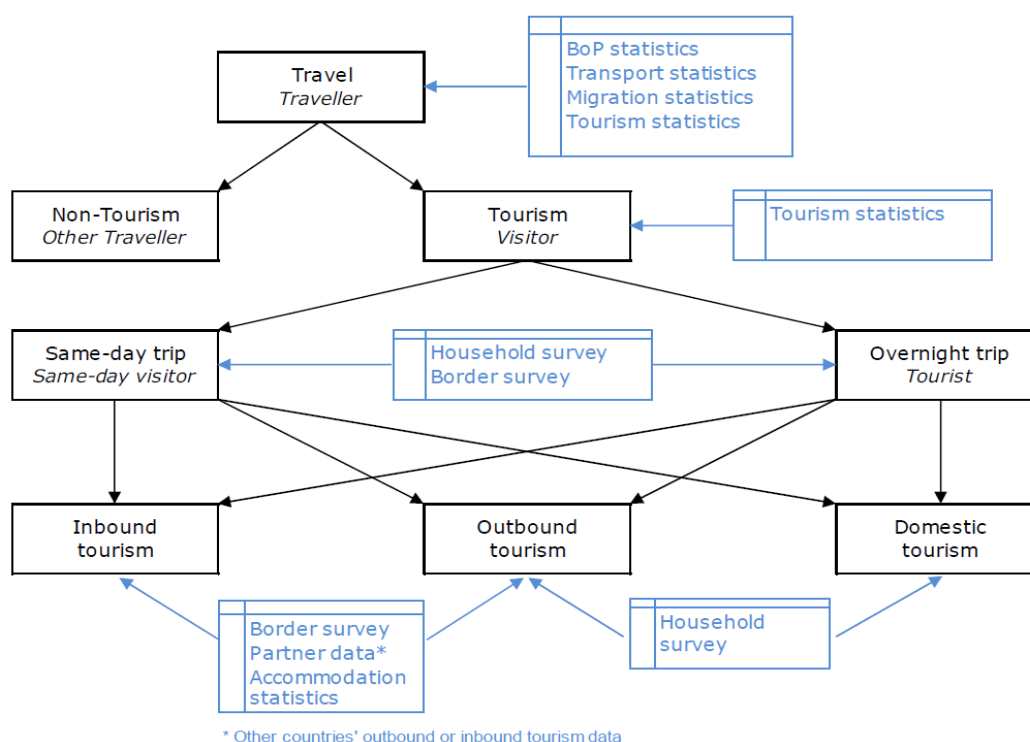 Travel
Traveller
BoP statistics
Transport statistics
Migration statistics
Tourism statistics
Non-Tourism
Other Traveller
Tourism
Visitor
Tourism statistics
Same-day trip
Same-day visitor
Household survey
Border survey
Overnight trip
Tourist
Inbound
tourism
Outbound
tourism
Domestic
tourism
Border survey
Partner data*
Accommodation
statistics
Household
survey
* Other countries' outbound or inbound tourism data